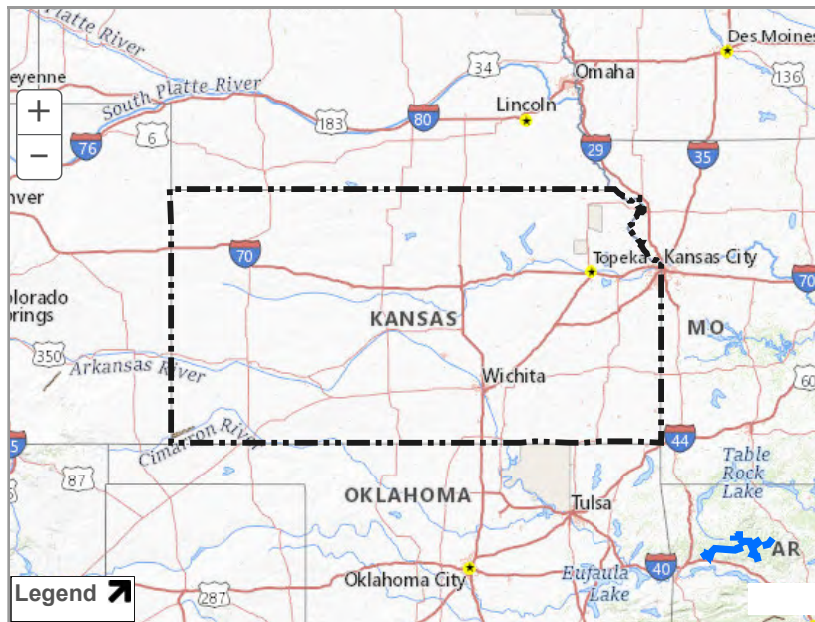 Platte River
Des Moines
34
136
eyenne
South Platte River
Omaha
+
Lincoln
183
80
−
76
6
29
35
nver
70
Topeka
Kansas City
70
olorado
rings
KANSAS
MO
350
Arkansas River
Wichita
60
Cimarron River
44
5
87
Table
Rock
Lake
OKLAHOMA
Tulsa
AR
Oklahoma City
Eufaula
Lake
40
Legend
287